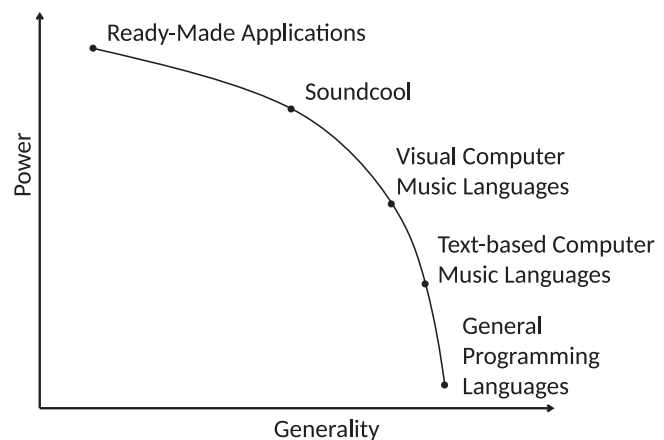 Ready-Made Applications
Soundcool
Visual Computer
Music Languages
Text-based Computer
Music Languages
General
Programming
Languages
Power
Generality